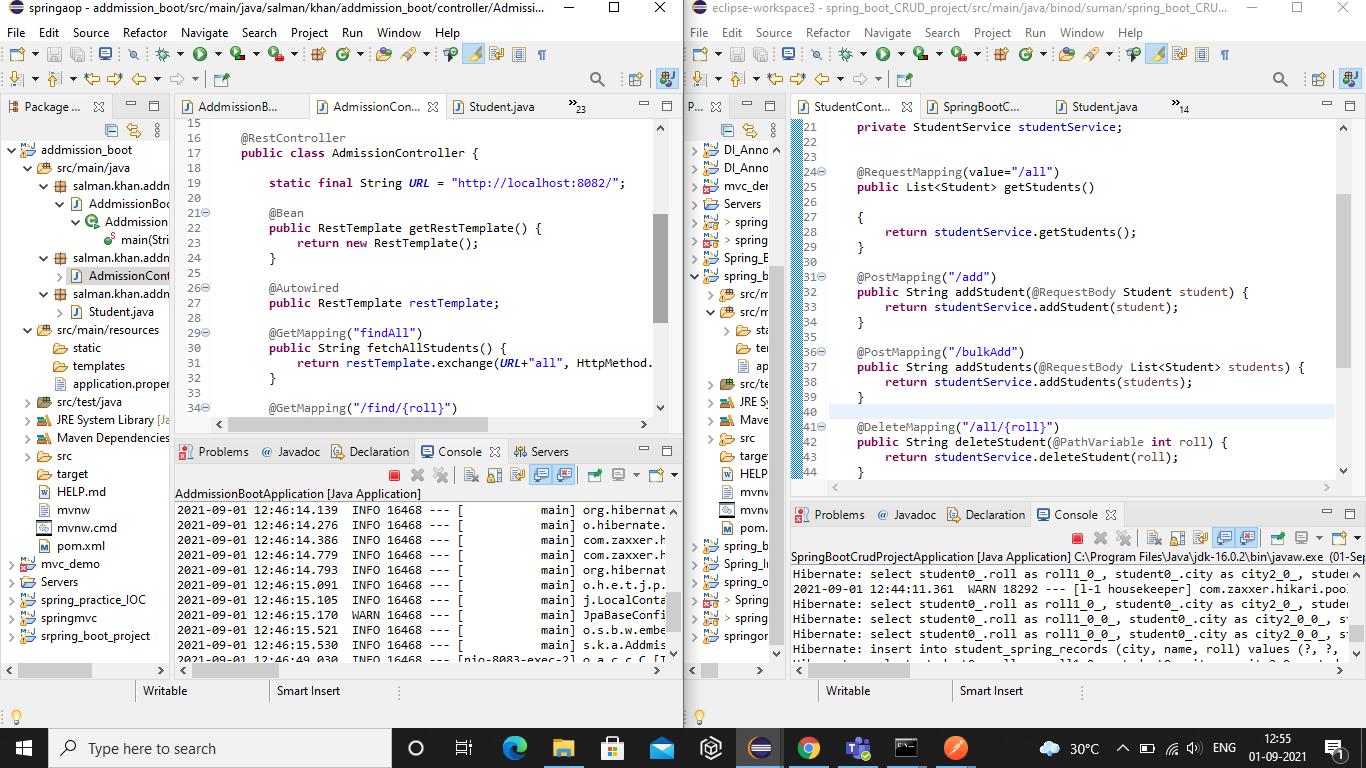 springaop - addmission_boot/src/main/java/salman/khan/addmission_boot/controller/Admissi...
File Edit Source Refactor Navigate Search Project Run Window Help
Package ...
addmission_boot
src/main/java
salman.khan.addn
AddmissionBoo
Addmission
main(Stri
salman.khan.addn
AdmissionCont
salman.khan.addn
Student.java
src/main/resources
static
templates
application.proper
src/test/java
JRE System Library [Ja
Maven Dependencies
src
target
HELP.md
mvnw
mvnw.cmd
pom.xml
mvc_demo
Servers
spring_practice_IOC
springmvc
srpring_boot_project
AddmissionB...
AdmissionCon...
Student.java
23
15
16 @RestController
17 public class AdmissionController {
18
19 static final String URL = "http://localhost:8082/";
20
21 @Bean
22 public RestTemplate getRestTemplate() {
23 return new RestTemplate();
24 }
25
26 @Autowired
27 public RestTemplate restTemplate;
28
29 @GetMapping("findAll")
30 public String fetchAllStudents() {
31 return restTemplate.exchange(URL+"all", HttpMethod.
32 }
33
34 @GetMapping("/find/{roll}")
Problems @ Javadoc Declaration Console Servers
AddmissionBootApplication [Java Application]
2021-09-01 12:46:14.139 INFO 16468 --- [ main] org.hibernat
2021-09-01 12:46:14.276 INFO 16468 --- [ main] o.hibernate.
2021-09-01 12:46:14.386 INFO 16468 --- [ main] com.zaxxer.h
2021-09-01 12:46:14.779 INFO 16468 --- [ main] com.zaxxer.h
2021-09-01 12:46:14.793 INFO 16468 --- [ main] org.hibernat
2021-09-01 12:46:15.091 INFO 16468 --- [ main] o.h.e.t.j.p.
2021-09-01 12:46:15.105 INFO 16468 --- [ main] j.LocalConta
2021-09-01 12:46:15.170 WARN 16468 --- [ main] JpaBaseConfi
2021-09-01 12:46:15.521 INFO 16468 --- [ main] o.s.b.w.embe
2021-09-01 12:46:15.530 INFO 16468 --- [ main] s.k.a.Addmis
2021-09-01 12:46:49.030 INFO 16468 --- [nio-8083-exec-2] o.a.c.c.C.[T
Writable Smart Insert
eclipse-workspace3 - spring_boot_CRUD_project/src/main/java/binod/suman/spring_boot_CRU...
File Edit Source Refactor Navigate Search Project Run Window Help
P...
DI_Anno
DI_Anno
mvc_der
Servers
> spring
> spring
Spring_E
spring_b
src/m
src/m
sta
ter
ap
src/te
JRE Sy
Mave
src
target
HELP
mvnw
mvnw
pom.
spring_b
Spring_Ir
spring_o
> Spring
> spring
springor
StudentCont...
SpringBootC...
Student.java
14
21 private StudentService studentService;
22
23
24 @RequestMapping(value="/all")
25 public List<Student> getStudents()
26
27 {
28 return studentService.getStudents();
29 }
30
31 @PostMapping("/add")
32 public String addStudent(@RequestBody Student student) {
33 return studentService.addStudent(student);
34 }
35
36 @PostMapping("/bulkAdd")
37 public String addStudents(@RequestBody List<Student> students) {
38 return studentService.addStudents(students);
39 }
40
41 @DeleteMapping("/all/{roll}")
42 public String deleteStudent(@PathVariable int roll) {
43 return studentService.deleteStudent(roll);
44 }
Problems @ Javadoc Declaration Console
SpringBootCrudProjectApplication [Java Application] C:\Program Files\Java\jdk-16.0.2\bin\javaw.exe (01-Sep
Hibernate: select student0_.roll as roll1_0_, student0_.city as city2_0_, studen
2021-09-01 12:44:11.361 WARN 18292 --- [l-1 housekeeper] com.zaxxer.hikari.pool
Hibernate: select student0_.roll as roll1_0_, student0_.city as city2_0_, studen
Hibernate: select student0_.roll as roll1_0_0_, student0_.city as city2_0_0_, st
Hibernate: select student0_.roll as roll1_0_0_, student0_.city as city2_0_0_, st
Hibernate: insert into student_spring_records (city, name, roll) values (?, ?,
Writable Smart Insert
Type here to search
30°C
ENG
12:55
01-09-2021
1